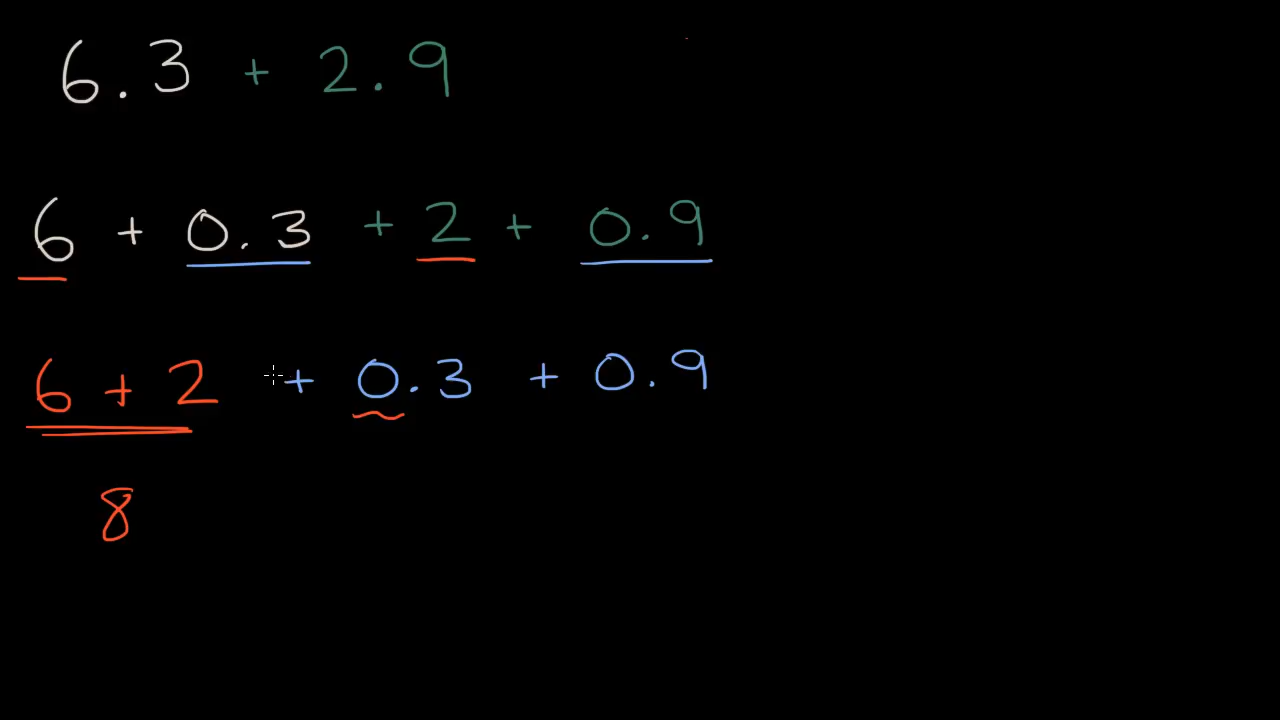 6.3 + 2.9
6 + 0.3 + 2 + 0.9
6 + 2 + 0.3 + 0.9
8